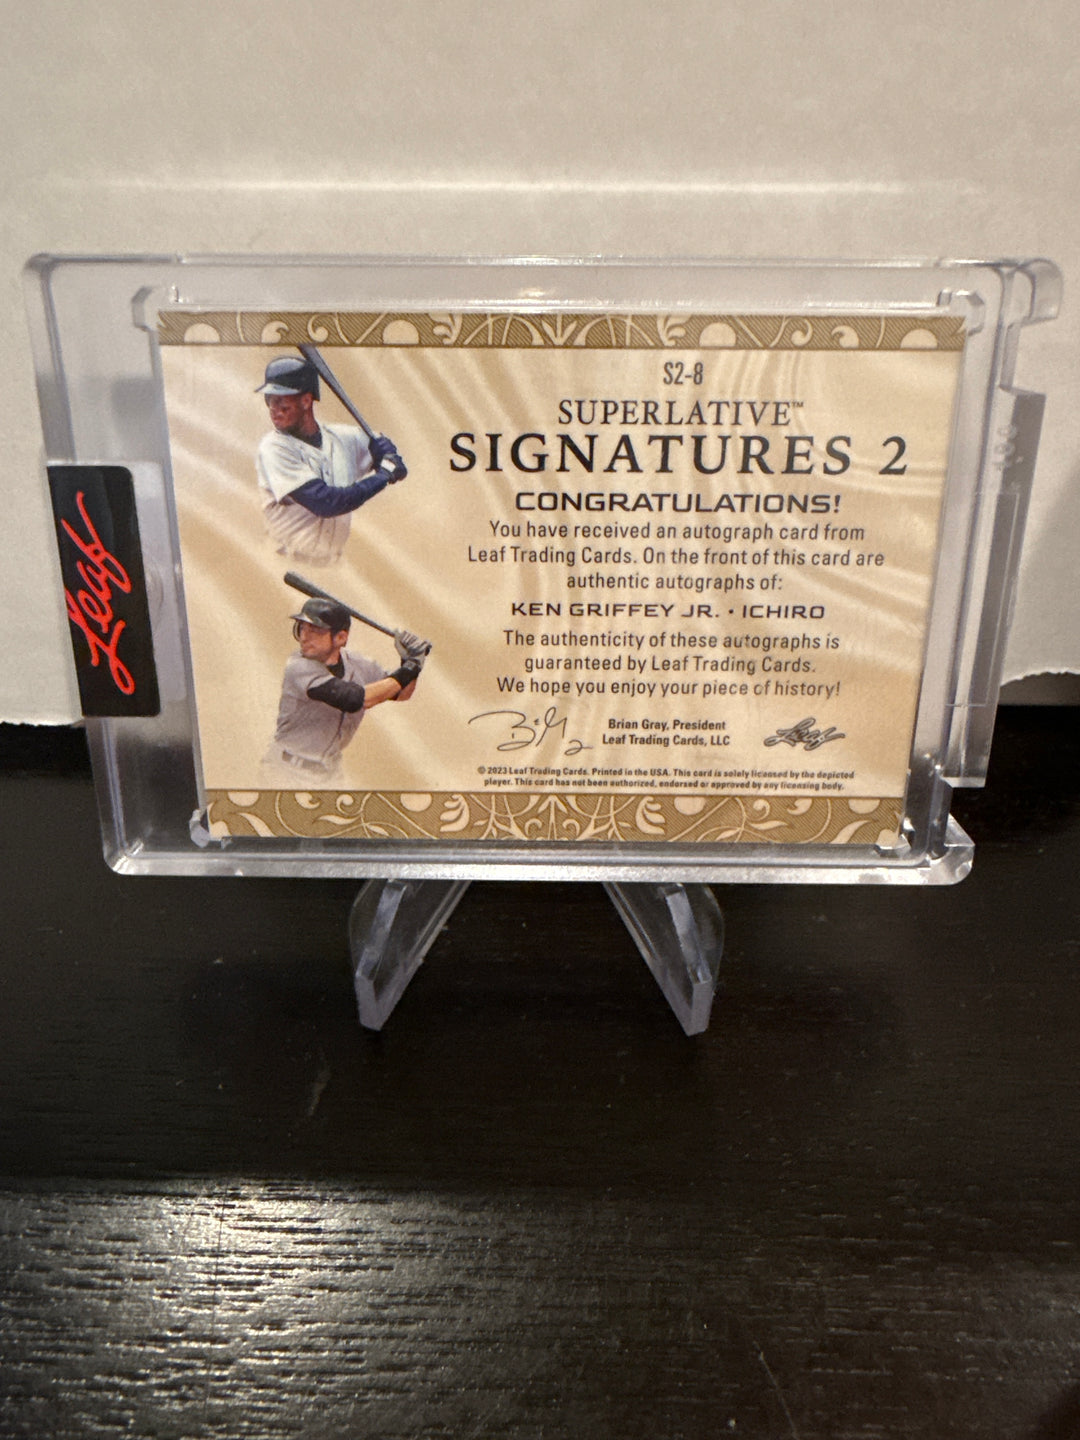 S2-8
SUPERLATIVE™
SIGNATURES 2
CONGRATULATIONS!
You have received an autograph card from
Leaf Trading Cards. On the front of this card are
authentic autographs of:
KEN GRIFFEY JR. • ICHIRO
The authenticity of these autographs is
guaranteed by Leaf Trading Cards.
We hope you enjoy your piece of history!
Brian Gray, President
Leaf Trading Cards, LLC
Leaf
© 2023 Leaf Trading Cards. Printed in the USA. This card is solely licensed by the depicted
player. This card has not been authorized, endorsed or approved by any licensing body.
Leaf